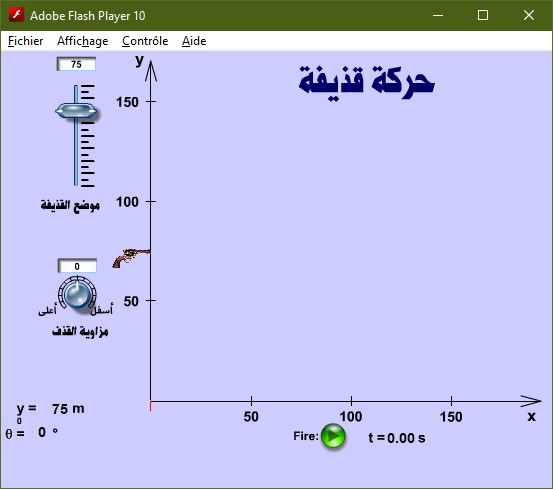 Adobe Flash Player 10
Fichier Affichage Contrôle Aide
حركة قذيفة
75
y
150
100
50
موضع القذيفة
0
أعلى
أسفل
مزاوية القذف
y = 75 m
0
θ = 0 °
50 100 150 x
Fire: t = 0.00 s